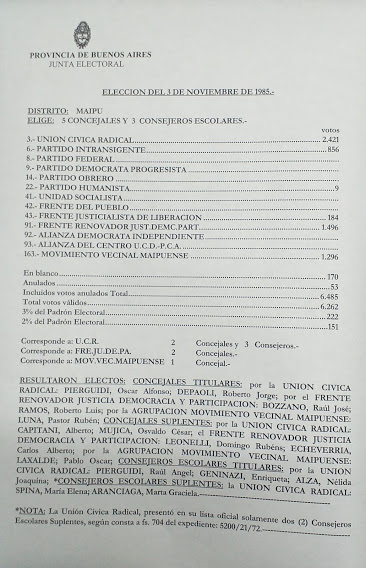 PROVINCIA DE BUENOS AIRES
JUNTA ELECTORAL
ELECCION DEL 3 DE NOVIEMBRE DE 1985.-
DISTRITO: MAIPU
ELIGE: 5 CONCEJALES Y 3 CONSEJEROS ESCOLARES.-
votos
3.- UNION CIVICA RADICAL 2.421
6.- PARTIDO INTRANSIGENTE 856
8.- PARTIDO FEDERAL
9.- PARTIDO DEMOCRATA PROGRESISTA
14.- PARTIDO OBRERO
22.- PARTIDO HUMANISTA 9
41.- UNIDAD SOCIALISTA
42.- FRENTE DEL PUEBLO
43.- FRENTE JUSTICIALISTA DE LIBERACION 184
91.- FRENTE RENOVADOR JUST.DEMC.PART. 1.496
92.- ALIANZA DEMOCRATA INDEPENDIENTE
93.- ALIANZA DEL CENTRO U.C.D.-P.C.A.
163.- MOVIMIENTO VECINAL MAIPUENSE 1.296
En blanco 170
Anulados 53
Incluidos votos anulados Total 6.485
Total votos válidos 6.262
3% del Padrón Electoral 222
2% del Padrón Electoral 151
Corresponde a: U.C.R. 2 Concejales y 3 Consejeros.-
Corresponde a: FRE.JU.DE.PA. 2 Concejales.-
Corresponde a: MOV.VEC.MAIPUENSE 1 Concejal.-
RESULTARON ELECTOS: CONCEJALES TITULARES: por la UNION CIVICA
RADICAL: PIERGUIDI, Oscar Alfonso, DEPAOLI, Roberto Jorge; por el FRENTE
RENOVADOR JUSTICIA DEMOCRACIA Y PARTICIPACION: BOZZANO, Raúl José;
RAMOS, Roberto Luis; por la AGRUPACION MOVIMIENTO VECINAL MAIPUENSE:
LUNA, Pastor Rubén; CONCEJALES SUPLENTES: por la UNION CIVICA RADICAL:
CAPITANI, Alberto; MUJICA, Osvaldo César; el FRENTE RENOVADOR JUSTICIA
DEMOCRACIA Y PARTICIPACION: LEONELLI, Domingo Rubéns; ECHEVERRIA,
Carlos Alberto; por la AGRUPACION MOVIMIENTO VECINAL MAIPUENSE:
LAXALDE; Pablo Oscar; CONSEJEROS ESCOLARES TITULARES: por la UNION
CIVICA RADICAL: PIERGUIDI, Raúl Angel; GENINAZI, Enriqueta; ALZA, Nélida
Joaquina; *CONSEJEROS ESCOLARES SUPLENTES: la UNION CIVICA RADICAL:
SPINA, María Elena; ARANCIAGA, Marta Graciela.-
*NOTA: La Unión Cívica Radical, presentó en su lista oficial solamente dos (2) Consejeros
Escolares Suplentes, según consta a fs. 704 del expediente: 5200/21/72.-